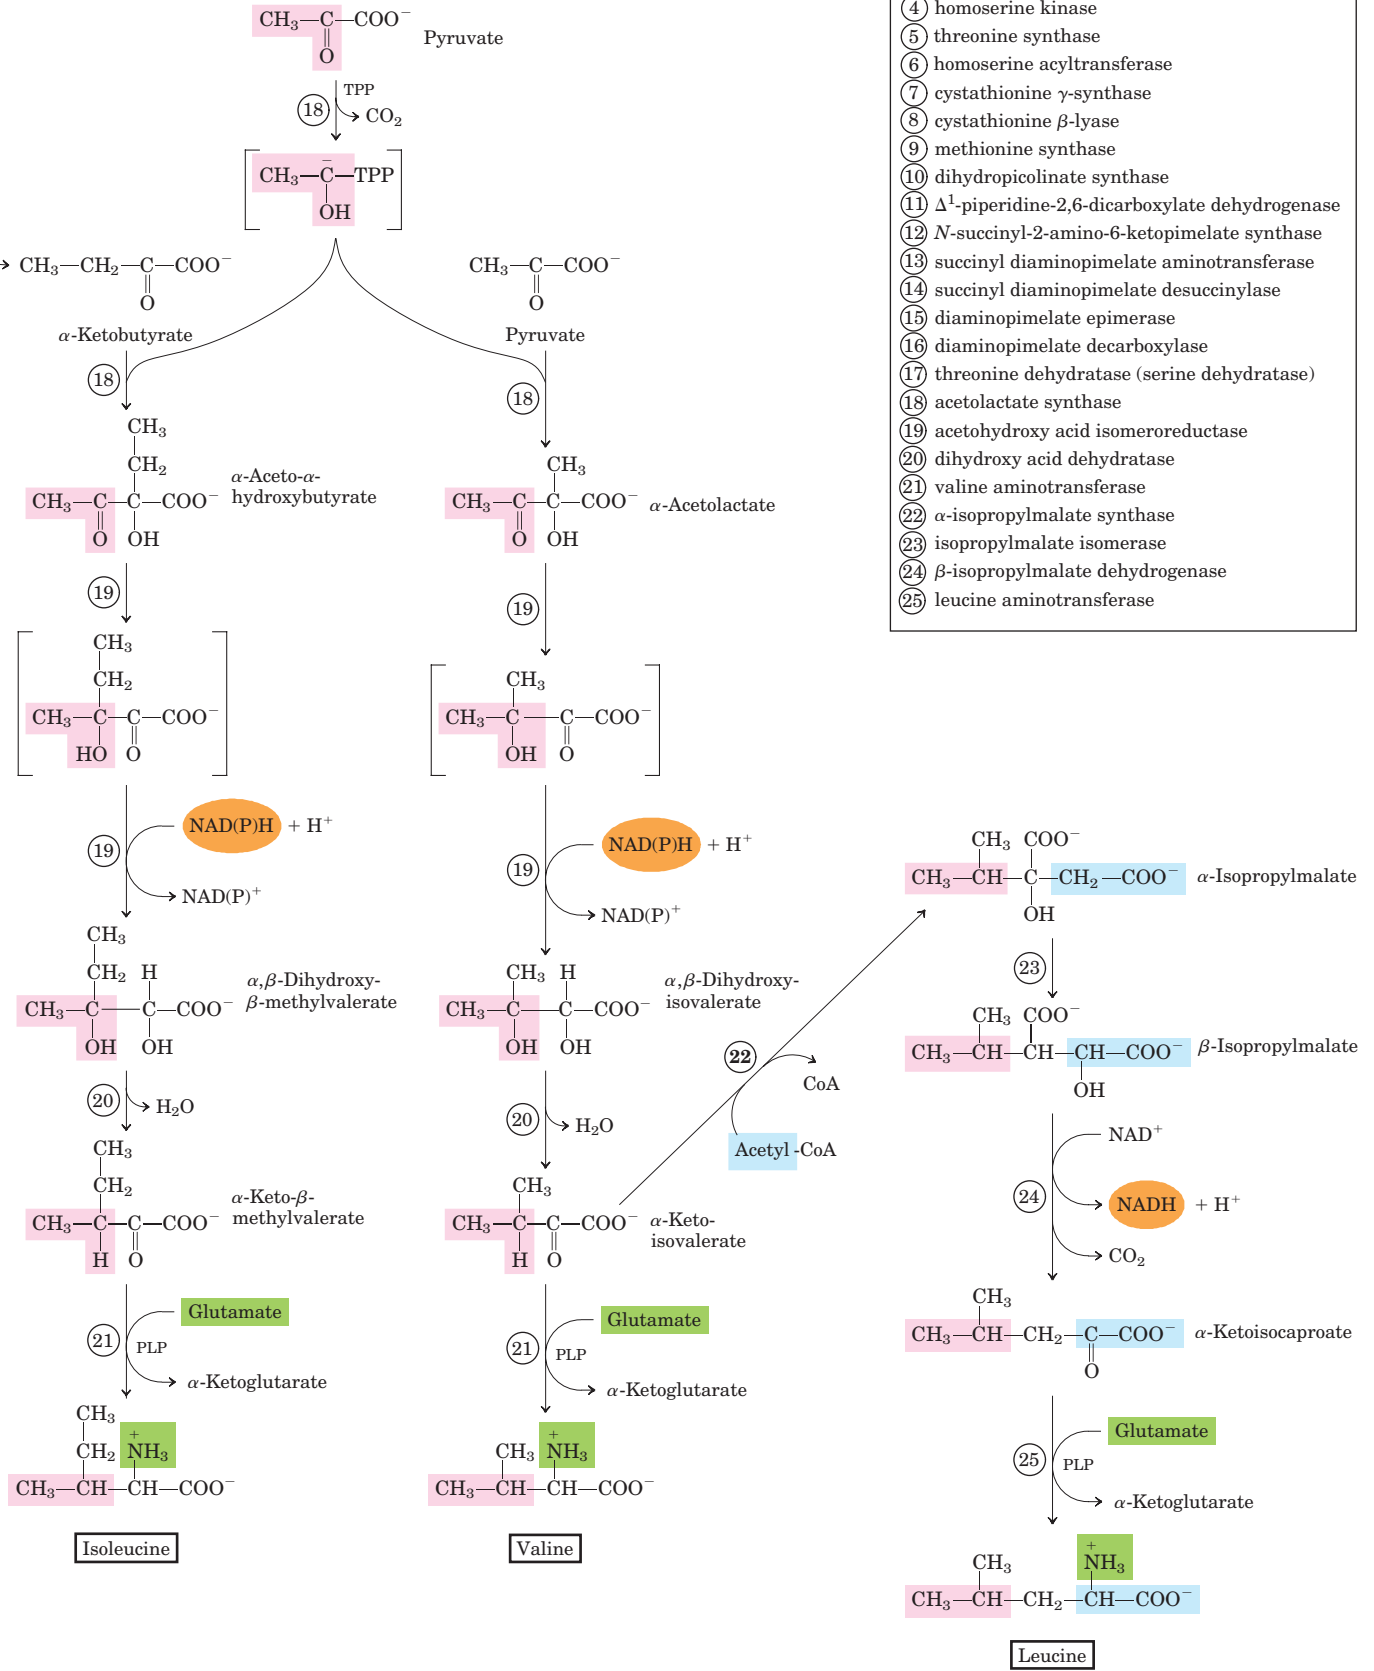 CH₃—C—COO⁻
O
Pyruvate
TPP
18
CO₂
CH₃—C̄—TPP
OH
CH₃—CH₂—C—COO⁻
O
α-Ketobutyrate
CH₃—C—COO⁻
O
Pyruvate
18
18
CH₃
CH₂
CH₃—C—C—COO⁻
O OH
α-Aceto-α-
hydroxybutyrate
CH₃
CH₃—C—C—COO⁻
O OH
α-Acetolactate
19
19
CH₃
CH₂
CH₃—C—C—COO⁻
HO O
CH₃
CH₃—C—C—COO⁻
OH O
19
NAD(P)H + H⁺
NAD(P)⁺
19
NAD(P)H + H⁺
NAD(P)⁺
CH₃
CH₂ H
CH₃—C—C—COO⁻
OH OH
α,β-Dihydroxy-
β-methylvalerate
CH₃ H
CH₃—C—C—COO⁻
OH OH
α,β-Dihydroxy-
isovalerate
20
H₂O
20
H₂O
CH₃
CH₂
CH₃—C—C—COO⁻
H O
α-Keto-β-
methylvalerate
CH₃
CH₃—C—C—COO⁻
H O
α-Keto-
isovalerate
21
Glutamate
PLP
α-Ketoglutarate
21
Glutamate
PLP
α-Ketoglutarate
CH₃
+
CH₂ NH₃
CH₃—CH—CH—COO⁻
Isoleucine
+
CH₃ NH₃
CH₃—CH—CH—COO⁻
Valine
22
CoA
Acetyl-CoA
4 homoserine kinase
5 threonine synthase
6 homoserine acyltransferase
7 cystathionine γ-synthase
8 cystathionine β-lyase
9 methionine synthase
10 dihydropicolinate synthase
11 Δ¹-piperidine-2,6-dicarboxylate dehydrogenase
12 N-succinyl-2-amino-6-ketopimelate synthase
13 succinyl diaminopimelate aminotransferase
14 succinyl diaminopimelate desuccinylase
15 diaminopimelate epimerase
16 diaminopimelate decarboxylase
17 threonine dehydratase (serine dehydratase)
18 acetolactate synthase
19 acetohydroxy acid isomeroreductase
20 dihydroxy acid dehydratase
21 valine aminotransferase
22 α-isopropylmalate synthase
23 isopropylmalate isomerase
24 β-isopropylmalate dehydrogenase
25 leucine aminotransferase
CH₃ COO⁻
CH₃—CH—C—CH₂—COO⁻
OH
α-Isopropylmalate
23
CH₃ COO⁻
CH₃—CH—CH—CH—COO⁻
OH
β-Isopropylmalate
NAD⁺
24
NADH + H⁺
CO₂
CH₃
CH₃—CH—CH₂—C—COO⁻
O
α-Ketoisocaproate
Glutamate
25
PLP
α-Ketoglutarate
+
CH₃ NH₃
CH₃—CH—CH₂—CH—COO⁻
Leucine